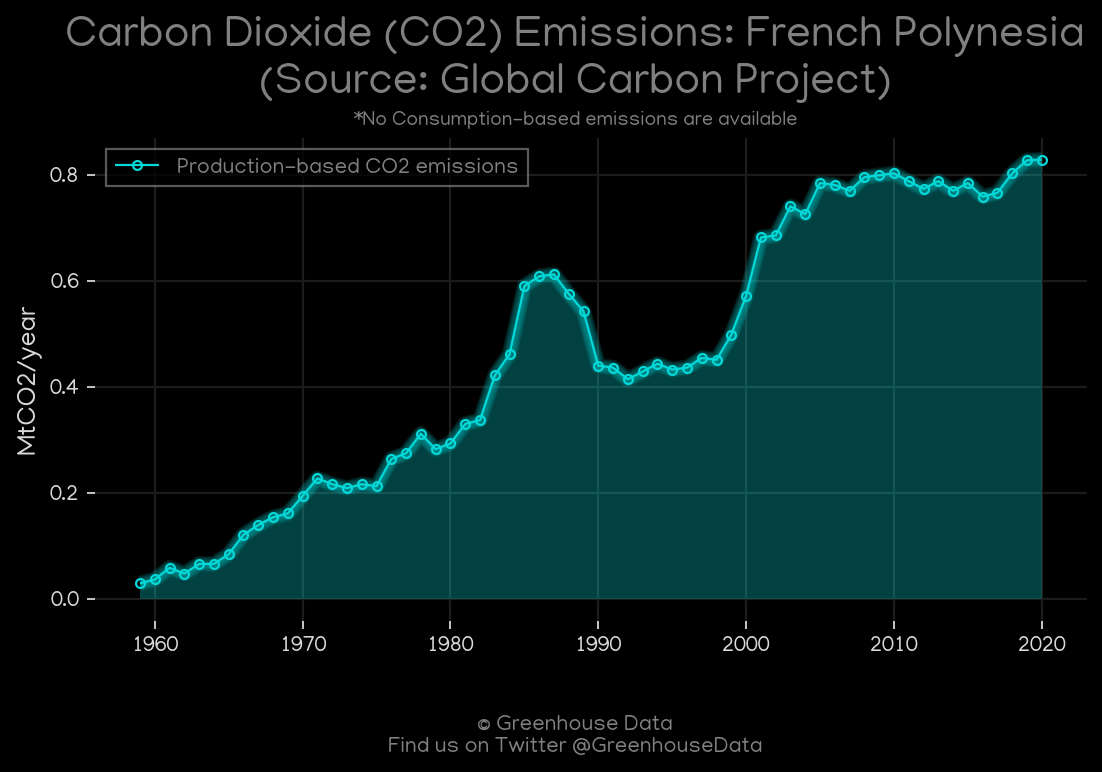 Carbon Dioxide (CO2) Emissions: French Polynesia
(Source: Global Carbon Project)
*No Consumption-based emissions are available
Production-based CO2 emissions
MtCO2/year
0.8
0.6
0.4
0.2
0.0
1960 1970 1980 1990 2000 2010 2020
© Greenhouse Data
Find us on Twitter @GreenhouseData